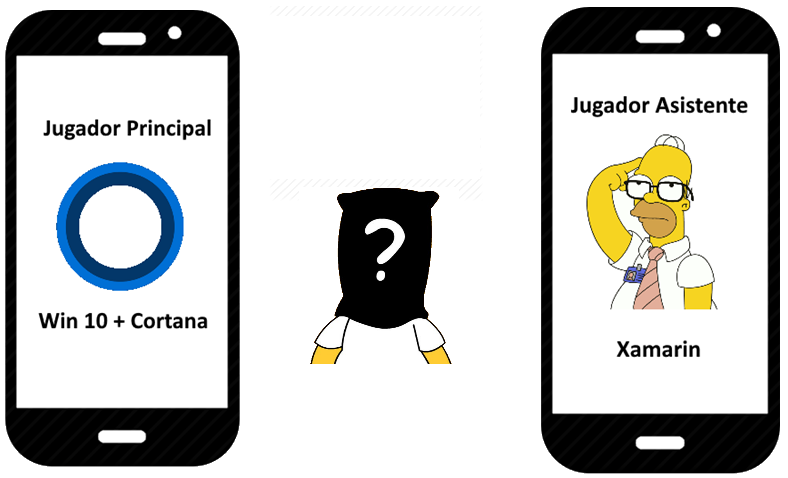 Jugador Principal
Win 10 + Cortana
?
Jugador Asistente
Xamarin